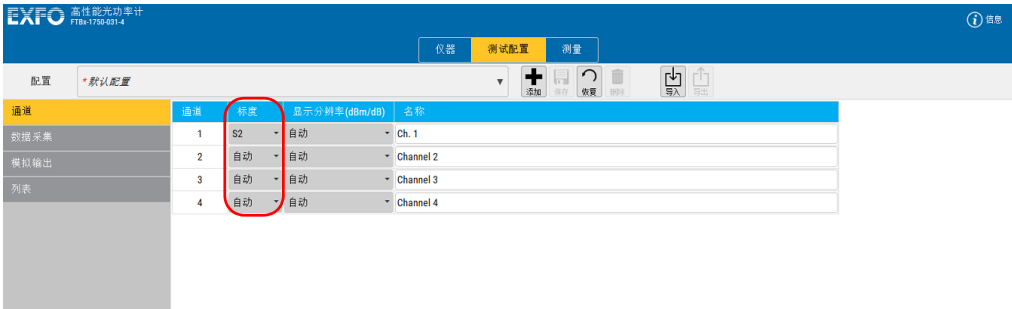 EXFO 高性能光功率计
FTBx-1750-031-4
i 信息
仪器 测试配置 测量
配置 *默认配置 添加 保存 恢复 删除 导入 导出
通道
数据采集
模拟输出
列表
通道 标度 显示分辨率(dBm/dB) 名称
1 S2 自动 Ch. 1
2 自动 自动 Channel 2
3 自动 自动 Channel 3
4 自动 自动 Channel 4